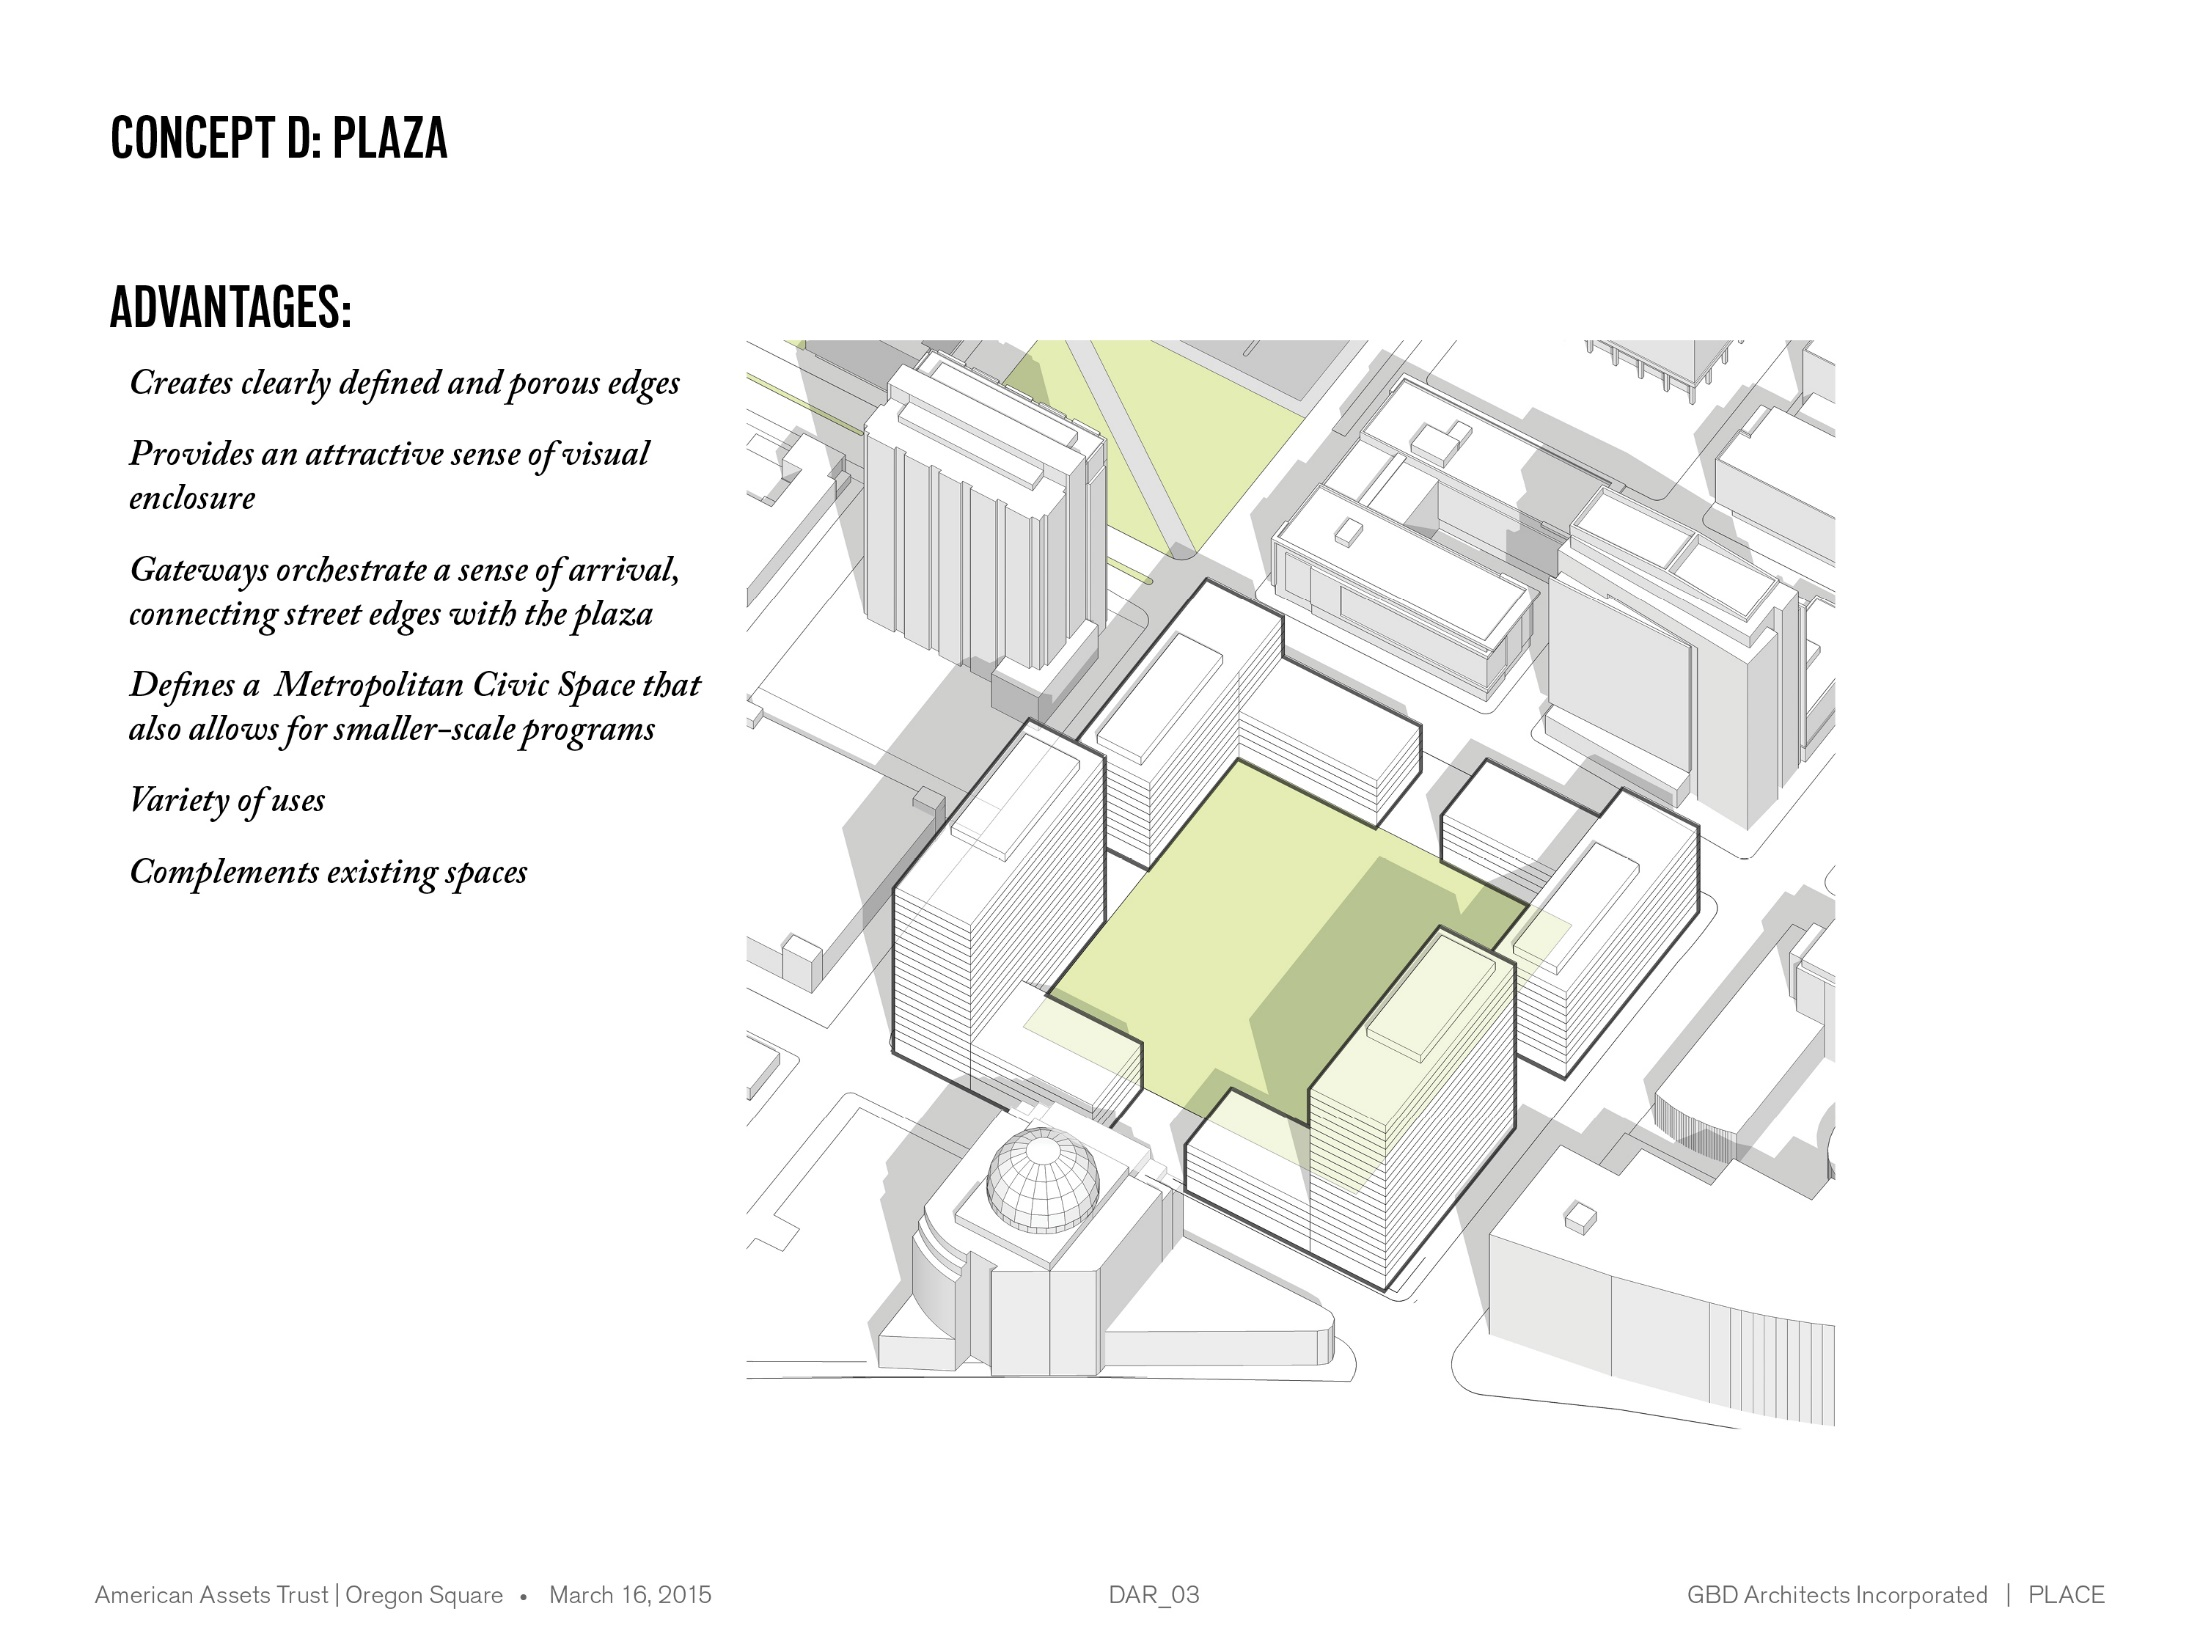 CONCEPT D: PLAZA
ADVANTAGES:
Creates clearly defined and porous edges
Provides an attractive sense of visual
enclosure
Gateways orchestrate a sense of arrival,
connecting street edges with the plaza
Defines a Metropolitan Civic Space that
also allows for smaller-scale programs
Variety of uses
Complements existing spaces
American Assets Trust | Oregon Square • March 16, 2015
DAR_03
GBD Architects Incorporated | PLACE